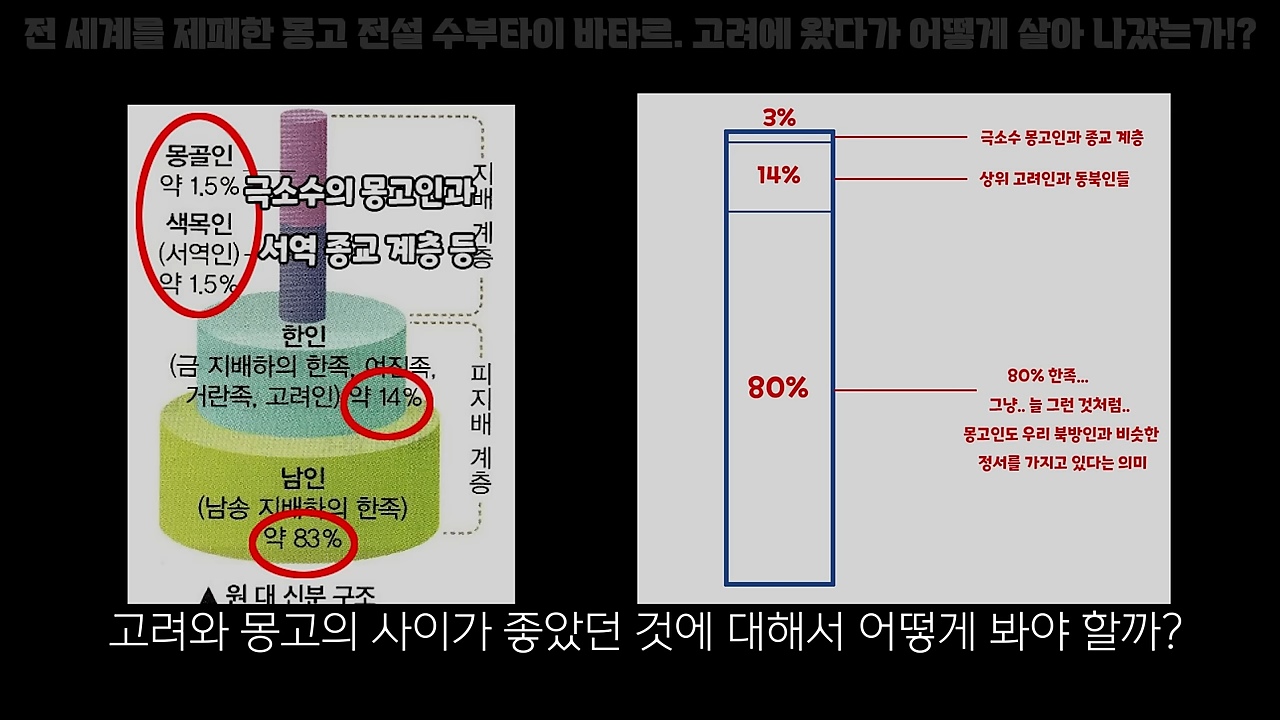 전 세계를 제패한 몽고 전설 수부타이 바타르. 고려에 왔다가 어떻게 살아 나갔는가!?
몽골인
약 1.5%
색목인
(서역인)
약 1.5%
극소수의 몽고인과
서역 종교 계층 등
지배 계층
한인
(금 지배하의 한족, 여진족,
거란족, 고려인) 약 14%
피지배 계층
남인
(남송 지배하의 한족)
약 83%
▲ 원 대 신분 구조
3%
극소수 몽고인과 종교 계층
14%
상위 고려인과 동북인들
80%
80% 한족...
그냥.. 늘 그런 것처럼..
몽고인도 우리 북방인과 비슷한
정서를 가지고 있다는 의미
고려와 몽고의 사이가 좋았던 것에 대해서 어떻게 봐야 할까?